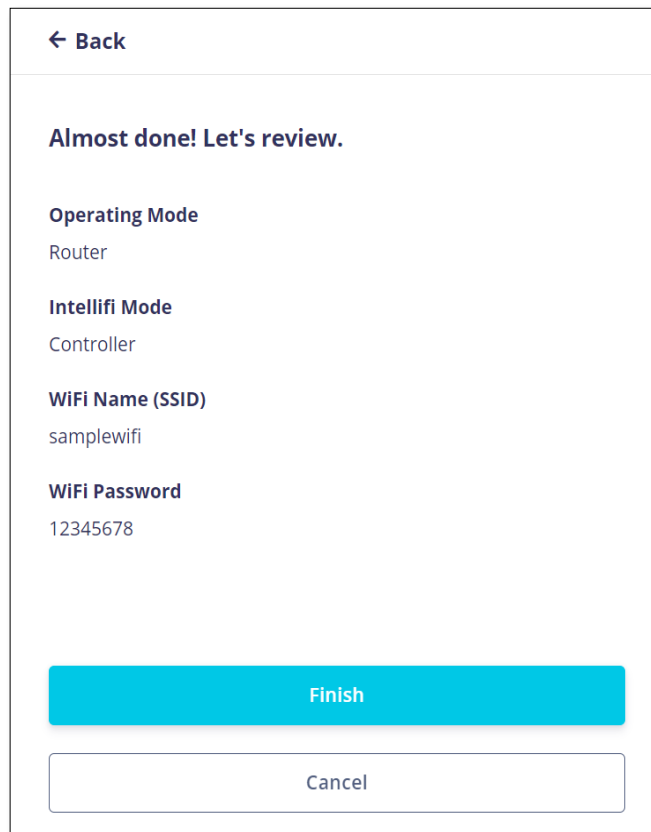 ← Back
Almost done! Let's review.
Operating Mode
Router
Intellifi Mode
Controller
WiFi Name (SSID)
samplewifi
WiFi Password
12345678
Finish
Cancel